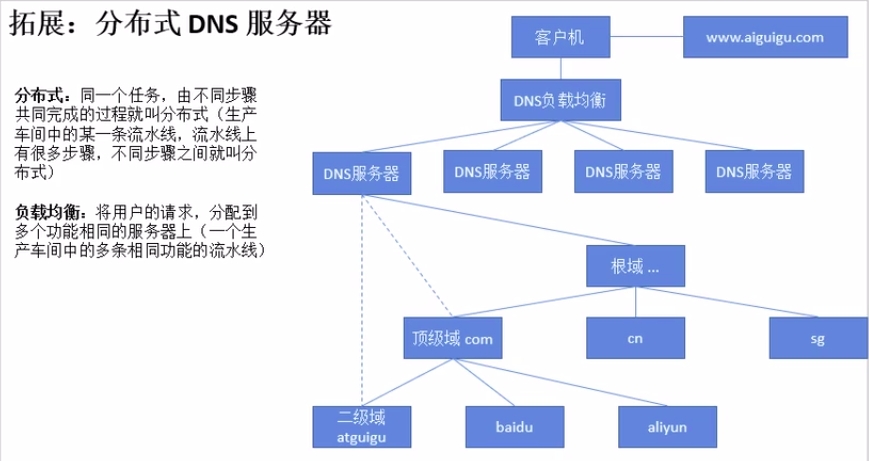 拓展：分布式 DNS 服务器
客户机
www.aiguigu.com
分布式：同一个任务，由不同步骤
共同完成的过程就叫分布式（生产
车间中的某一条流水线，流水线上
有很多步骤，不同步骤之间就叫分
布式）
DNS负载均衡
DNS服务器
DNS服务器
DNS服务器
DNS服务器
负载均衡：将用户的请求，分配到
多个功能相同的服务器上（一个生
产车间中的多条相同功能的流水线）
根域 ...
顶级域 com
cn
sg
二级域
atguigu
baidu
aliyun